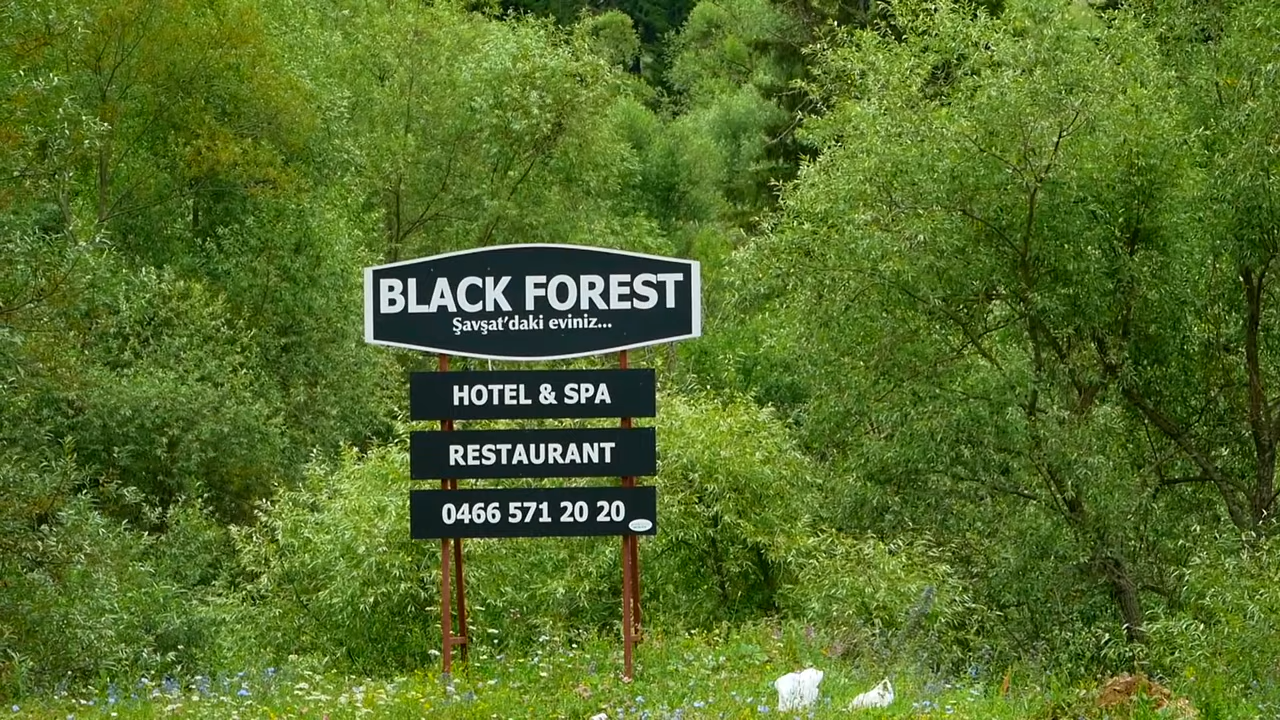 BLACK FOREST
Şavşat'daki eviniz...
HOTEL & SPA
RESTAURANT
0466 571 20 20